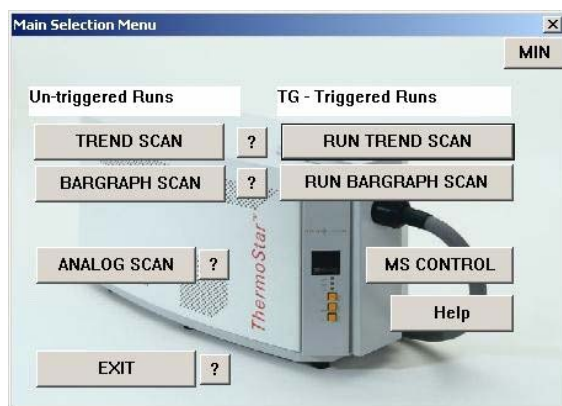 Main Selection Menu
MIN
Un-triggered Runs
TG - Triggered Runs
TREND SCAN
?
RUN TREND SCAN
BARGRAPH SCAN
?
RUN BARGRAPH SCAN
ANALOG SCAN
?
MS CONTROL
ThermoStar
Help
EXIT
?